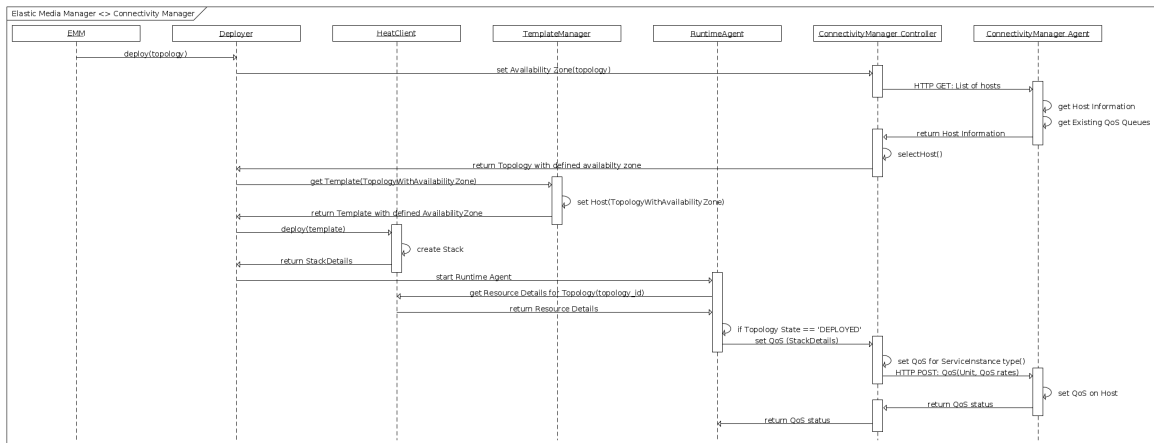 Elastic Media Manager <> Connectivity Manager
EMM
Deployer
HeatClient
TemplateManager
RuntimeAgent
ConnectivityManager Controller
ConnectivityManager Agent
deploy(topology)
set Availability Zone(topology)
HTTP GET: List of hosts
get Host Information
get Existing QoS Queues
return Host Information
selectHost()
return Topology with defined availabilty zone
get Template(TopologyWithAvailabilityZone)
set Host(TopologyWithAvailabilityZone)
return Template with defined AvailabilityZone
deploy(template)
create Stack
return StackDetails
start Runtime Agent
get Resource Details for Topology(topology_id)
return Resource Details
if Topology State == 'DEPLOYED'
set QoS (StackDetails)
set QoS for ServiceInstance type()
HTTP POST: QoS(Unit, QoS rates)
set QoS on Host
return QoS status
return QoS status